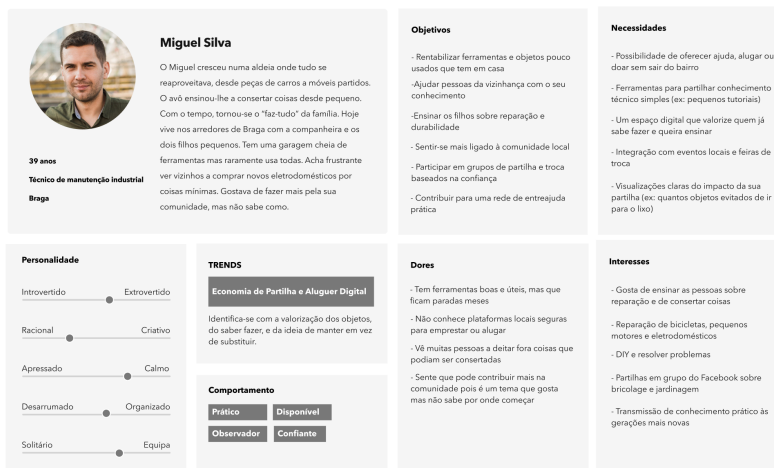 Miguel Silva
O Miguel cresceu numa aldeia onde tudo se
reaproveitava, desde peças de carros a móveis partidos.
O avô ensinou-lhe a consertar coisas desde pequeno.
Com o tempo, tornou-se o "faz-tudo" da família. Hoje
vive nos arredores de Braga com a companheira e os
dois filhos pequenos. Tem uma garagem cheia de
ferramentas mas raramente usa todas. Acha frustrante
ver vizinhos a comprar novos eletrodomésticos por
coisas mínimas. Gostava de fazer mais pela sua
comunidade, mas não sabe como.
39 anos
Técnico de manutenção industrial
Braga
Objetivos
- Rentabilizar ferramentas e objetos pouco
usados que tem em casa
-Ajudar pessoas da vizinhança com o seu
conhecimento
-Ensinar os filhos sobre reparação e
durabilidade
- Sentir-se mais ligado à comunidade local
- Participar em grupos de partilha e troca
baseados na confiança
- Contribuir para uma rede de entreajuda
prática
Necessidades
- Possibilidade de oferecer ajuda, alugar ou
doar sem sair do bairro
- Ferramentas para partilhar conhecimento
técnico simples (ex: pequenos tutoriais)
- Um espaço digital que valorize quem já
sabe fazer e queira ensinar
- Integração com eventos locais e feiras de
troca
- Visualizações claras do impacto da sua
partilha (ex: quantos objetos evitados de ir
para o lixo)
Personalidade
Introvertido Extrovertido
Racional Criativo
Apressado Calmo
Desarrumado Organizado
Solitário Equipa
TRENDS
Economia de Partilha e Aluguer Digital
Identifica-se com a valorização dos objetos,
do saber fazer, e da ideia de manter em vez
de substituir.
Comportamento
Prático Disponível
Observador Confiante
Dores
- Tem ferramentas boas e úteis, mas que
ficam paradas meses
- Não conhece plataformas locais seguras
para emprestar ou alugar
- Vê muitas pessoas a deitar fora coisas que
podiam ser consertadas
- Sente que pode contribuir mais na
comunidade pois é um tema que gosta
mas não sabe por onde começar
Interesses
- Gosta de ensinar as pessoas sobre
reparação e de consertar coisas
- Reparação de bicicletas, pequenos
motores e eletrodomésticos
- DIY e resolver problemas
- Partilhas em grupo do Facebook sobre
bricolage e jardinagem
- Transmissão de conhecimento prático às
gerações mais novas